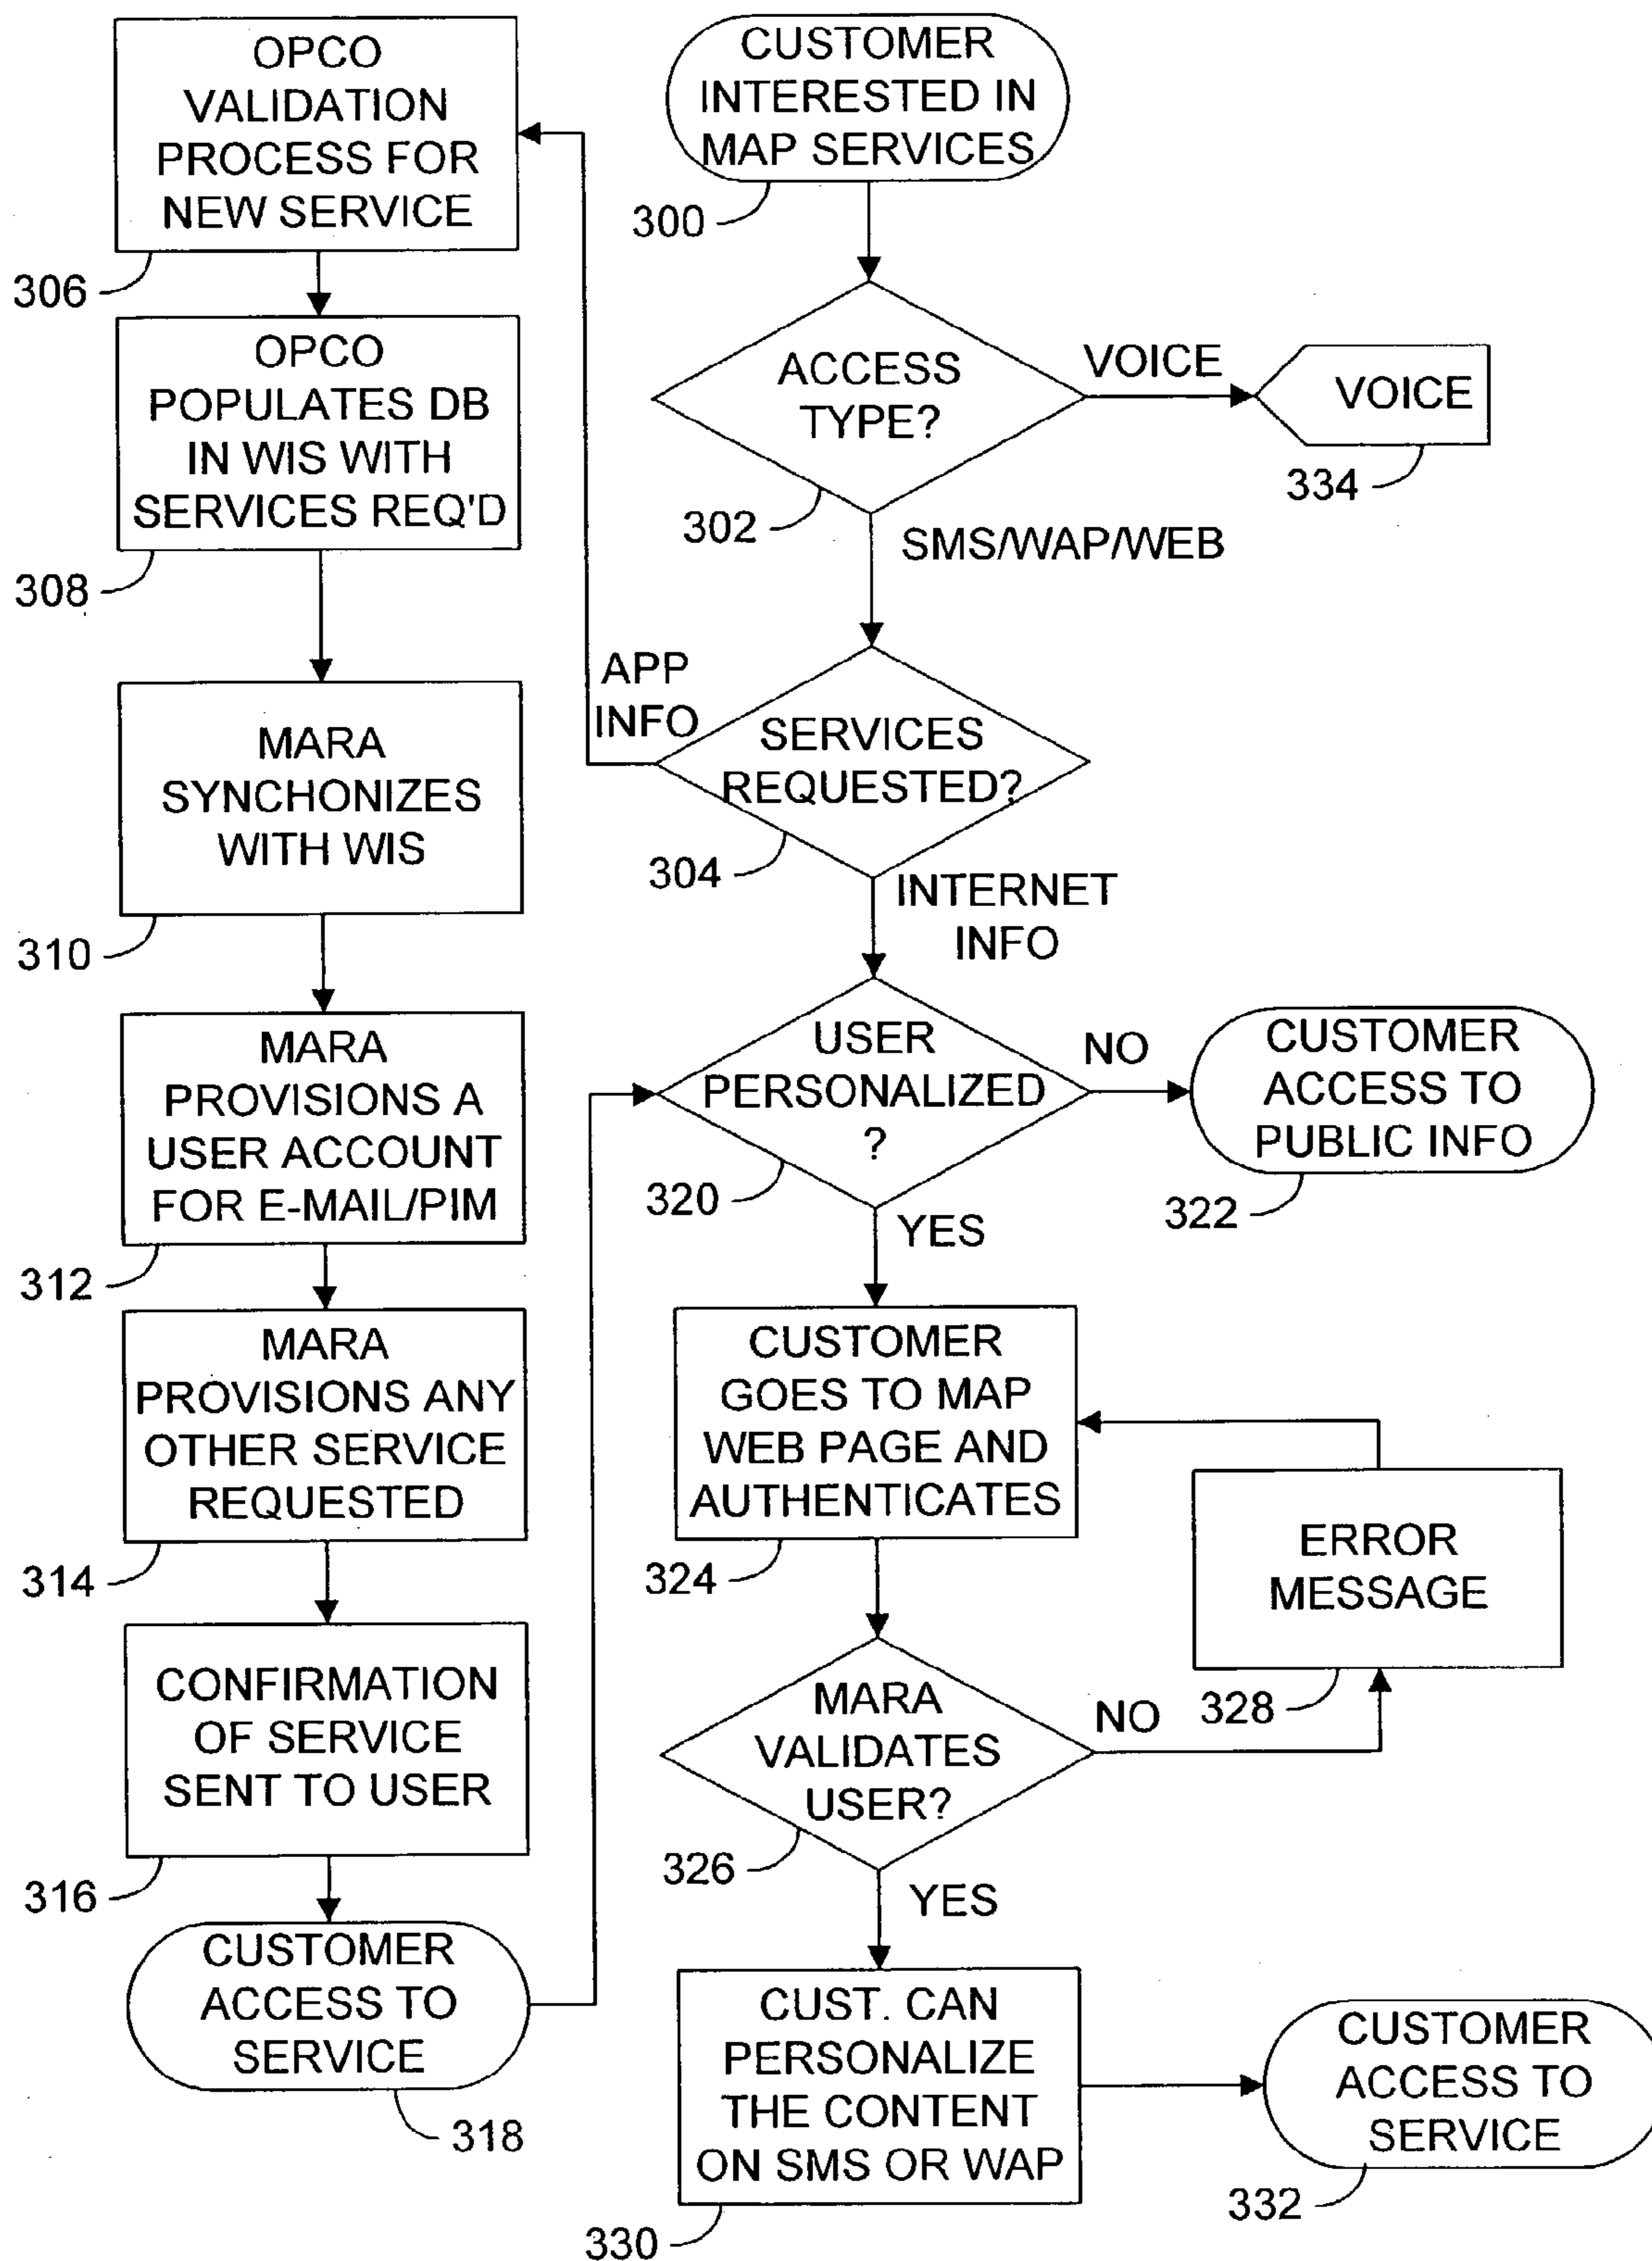 OPCO
VALIDATION
PROCESS FOR
NEW SERVICE
306
OPCO
POPULATES DB
IN WIS WITH
SERVICES REQ'D
308
MARA
SYNCHONIZES
WITH WIS
310
MARA
PROVISIONS A
USER ACCOUNT
FOR E-MAIL/PIM
312
MARA
PROVISIONS ANY
OTHER SERVICE
REQUESTED
314
CONFIRMATION
OF SERVICE
SENT TO USER
316
CUSTOMER
ACCESS TO
SERVICE
318
CUSTOMER
INTERESTED IN
MAP SERVICES
300
ACCESS
TYPE?
302
VOICE
VOICE
334
SMS/WAP/WEB
APP
INFO
SERVICES
REQUESTED?
304
INTERNET
INFO
USER
PERSONALIZED
?
320
NO
CUSTOMER
ACCESS TO
PUBLIC INFO
322
YES
CUSTOMER
GOES TO MAP
WEB PAGE AND
AUTHENTICATES
324
ERROR
MESSAGE
328
MARA
VALIDATES
USER?
326
NO
YES
CUST. CAN
PERSONALIZE
THE CONTENT
ON SMS OR WAP
330
CUSTOMER
ACCESS TO
SERVICE
332